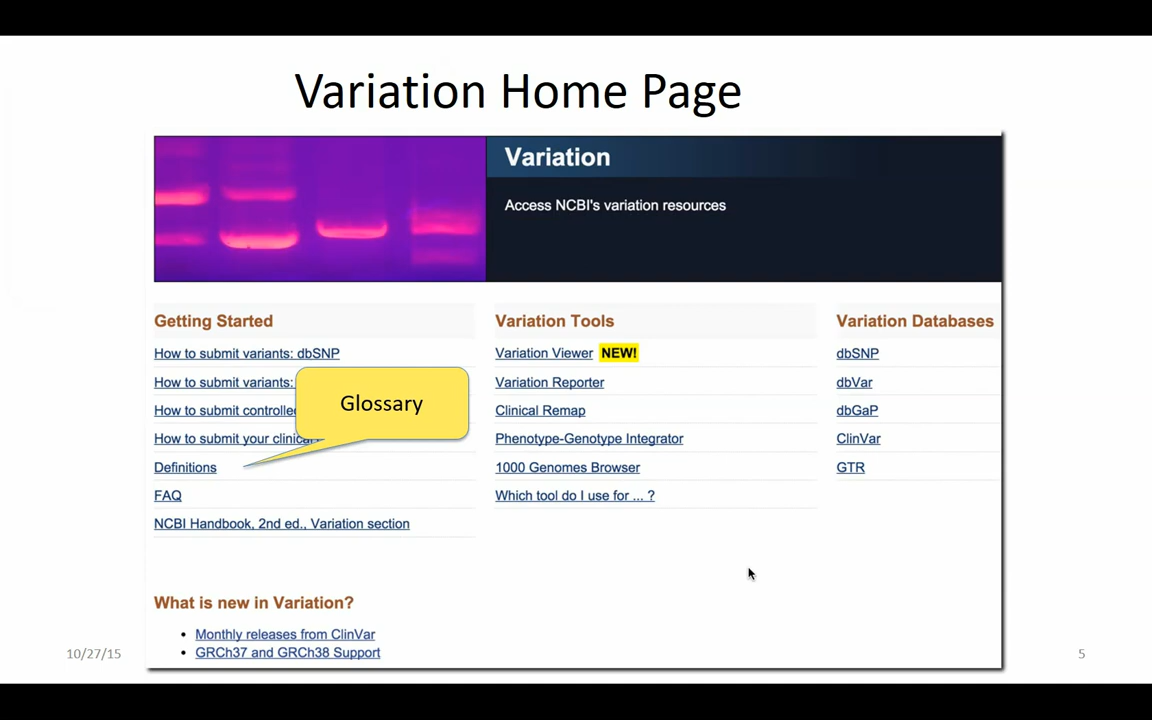 Variation Home Page
Variation
Access NCBI's variation resources
Getting Started
How to submit variants: dbSNP
How to submit variants:
How to submit controlled
How to submit your clinical
Definitions
FAQ
NCBI Handbook, 2nd ed., Variation section
Glossary
Variation Tools
Variation Viewer NEW!
Variation Reporter
Clinical Remap
Phenotype-Genotype Integrator
1000 Genomes Browser
Which tool do I use for ... ?
Variation Databases
dbSNP
dbVar
dbGaP
ClinVar
GTR
What is new in Variation?
• Monthly releases from ClinVar
• GRCh37 and GRCh38 Support
10/27/15
5